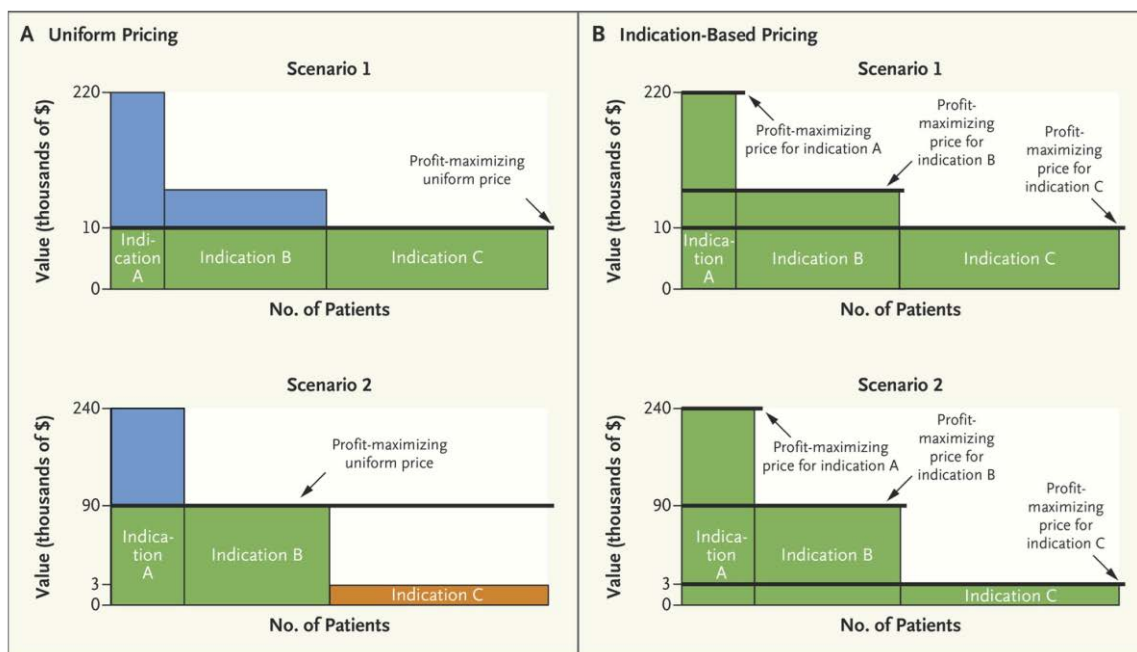 A Uniform Pricing
Scenario 1
Value (thousands of $)
220
10
0
Profit-maximizing
uniform price
Indi-
cation
A
Indication B
Indication C
No. of Patients
Scenario 2
Value (thousands of $)
240
90
3
0
Profit-maximizing
uniform price
Indica-
tion
A
Indication B
Indication C
No. of Patients
B Indication-Based Pricing
Scenario 1
Value (thousands of $)
220
10
0
Profit-maximizing
price for indication A
Profit-
maximizing
price for
indication B
Profit-
maximizing
price for
indication C
Indica-
tion
A
Indication B
Indication C
No. of Patients
Scenario 2
Value (thousands of $)
240
90
3
0
Profit-maximizing
price for indication A
Profit-
maximizing
price for
indication B
Profit-
maximizing
price for
indication C
Indica-
tion
A
Indication B
Indication C
No. of Patients